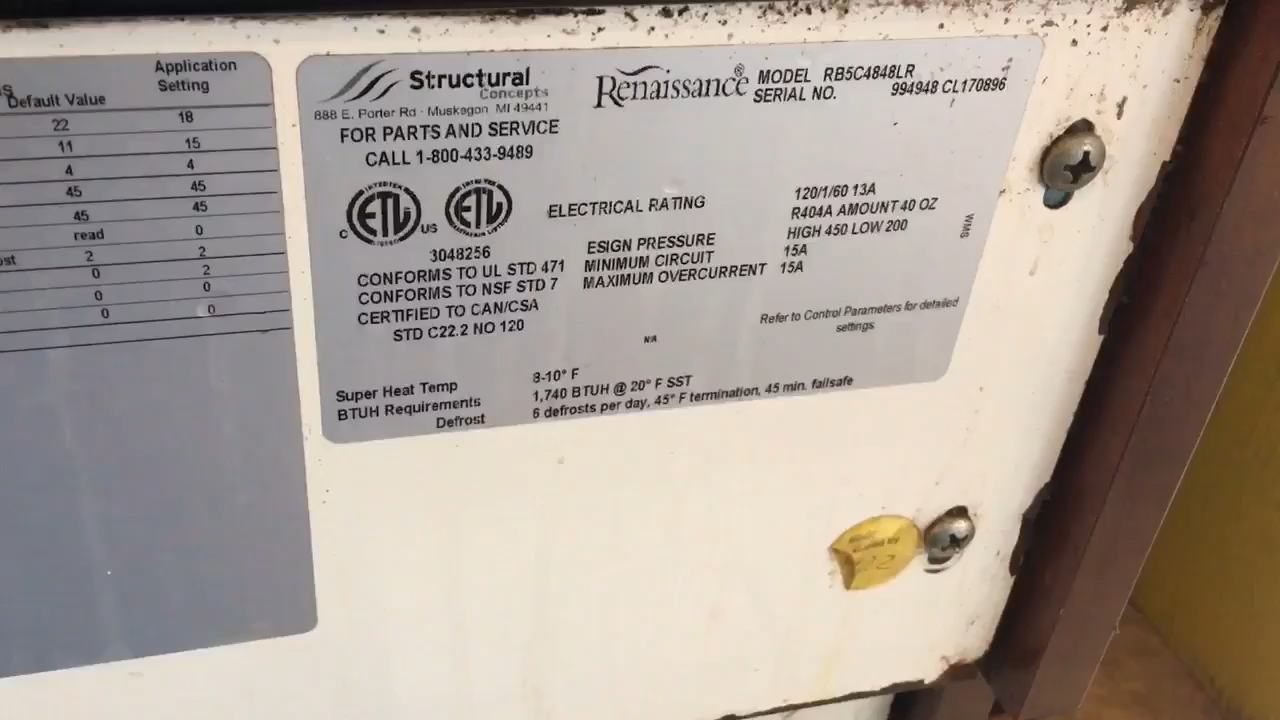 Application
Setting
Default Value
22 18
11 15
4 4
45 45
45 45
read 0
2 2
0 2
0 0
0 0
Structural
Concepts
888 E. Porter Rd · Muskegon MI 49441
FOR PARTS AND SERVICE
CALL 1-800-433-9489
Renaissance®
MODEL RB5C4848LR
SERIAL NO. 994948 CL170896
INTERTEK
ETL
C US
ETL
3048256
CONFORMS TO UL STD 471
CONFORMS TO NSF STD 7
CERTIFIED TO CAN/CSA
STD C22.2 NO 120
ELECTRICAL RATING 120/1/60 13A
R404A AMOUNT 40 OZ
ESIGN PRESSURE HIGH 450 LOW 200
MINIMUM CIRCUIT 15A
MAXIMUM OVERCURRENT 15A
WMS
N/A
Refer to Control Parameters for detailed
settings
Super Heat Temp 8-10° F
BTUH Requirements 1,740 BTUH @ 20° F SST
Defrost 6 defrosts per day, 45° F termination, 45 min. failsafe